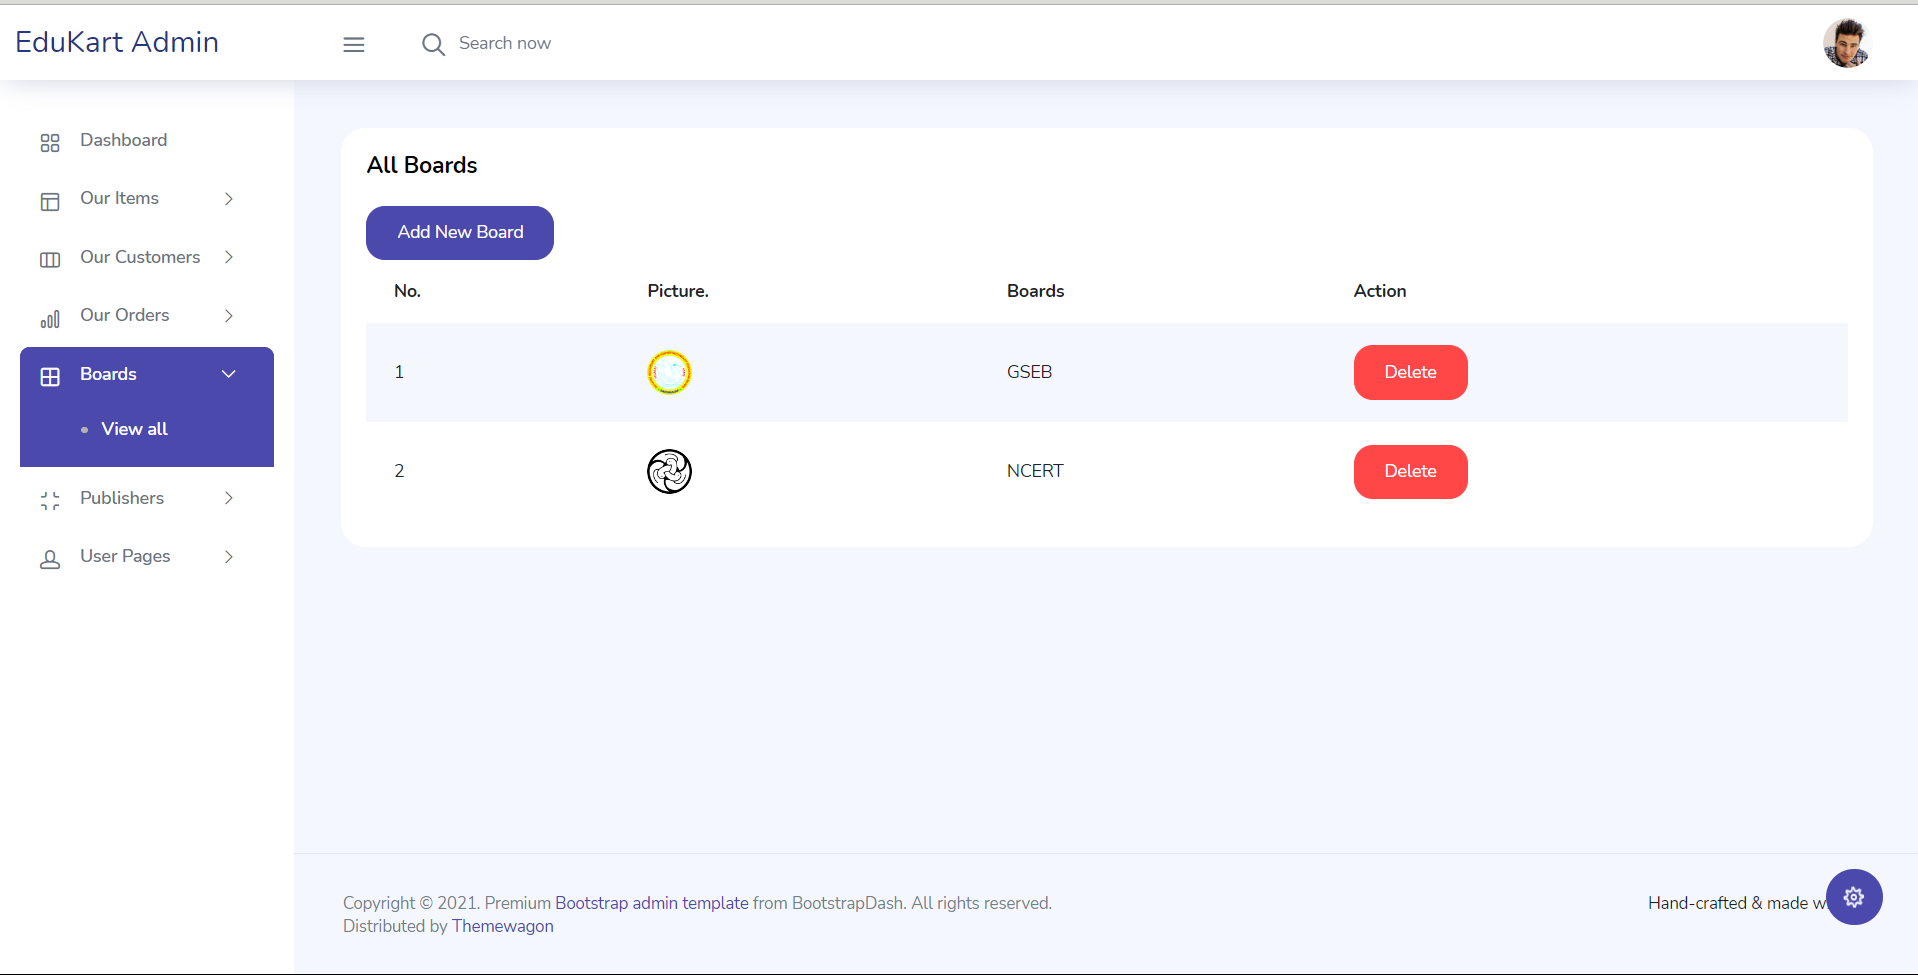 EduKart Admin
Search now
Dashboard
Our Items
Our Customers
Our Orders
Boards
View all
Publishers
User Pages
All Boards
Add New Board
No. Picture. Boards Action
1 GSEB Delete
2 NCERT Delete
Copyright © 2021. Premium Bootstrap admin template from BootstrapDash. All rights reserved.
Distributed by Themewagon
Hand-crafted & made w